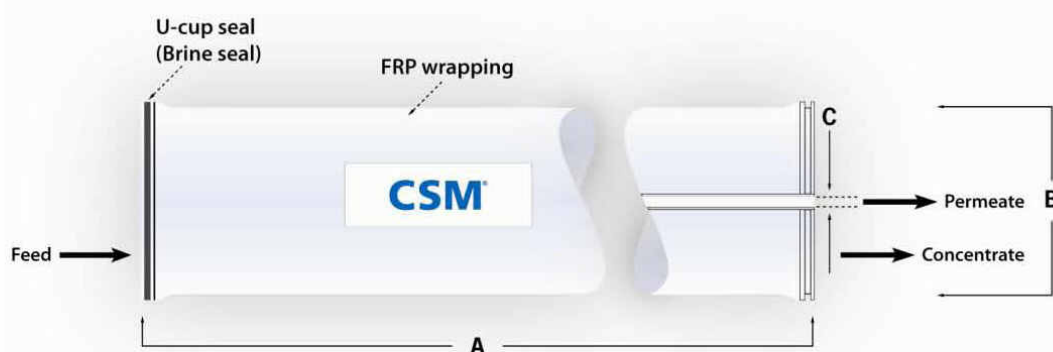 U-cup seal
(Brine seal)
FRP wrapping
C
CSM®
B
Permeate
Feed
Concentrate
A